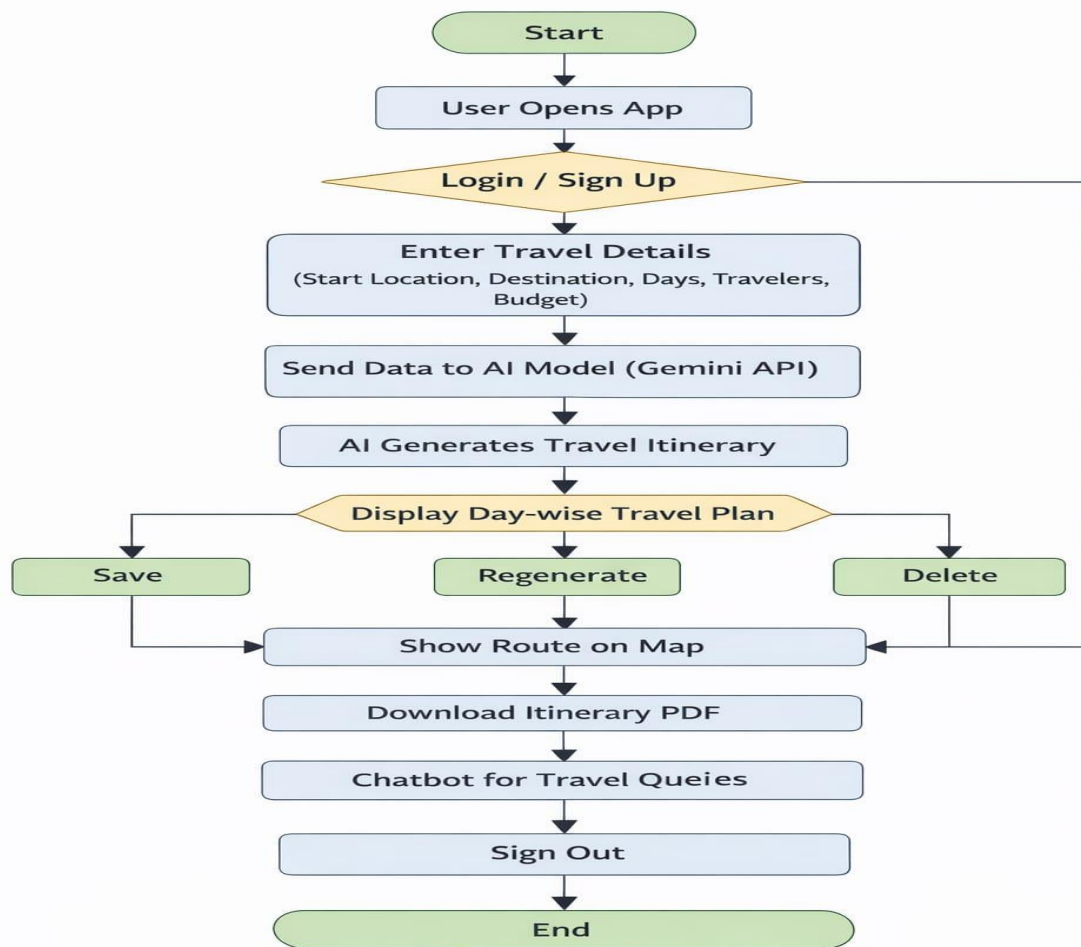 Start
User Opens App
Login / Sign Up
Enter Travel Details
(Start Location, Destination, Days, Travelers,
Budget)
Send Data to AI Model (Gemini API)
AI Generates Travel Itinerary
Display Day-wise Travel Plan
Save
Regenerate
Delete
Show Route on Map
Download Itinerary PDF
Chatbot for Travel Queies
Sign Out
End